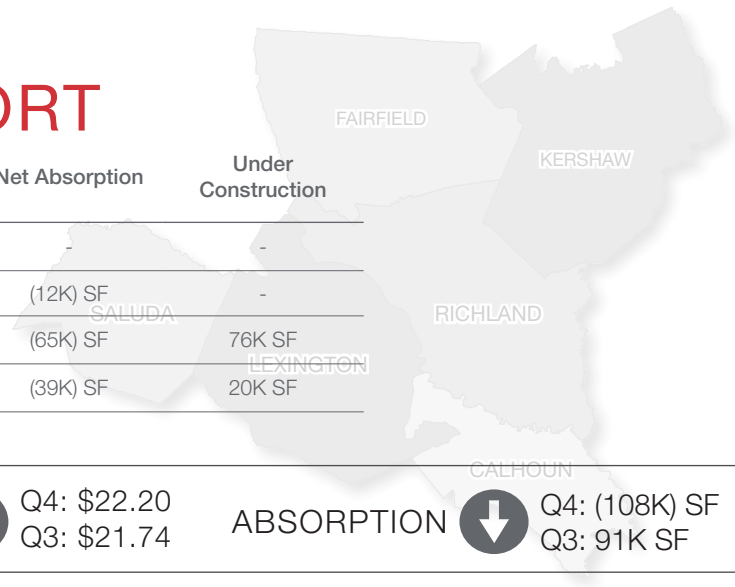 ORT
FAIRFIELD
KERSHAW
Net Absorption
Under
Construction
-
-
(12K) SF
-
SALUDA
RICHLAND
(65K) SF
76K SF
LEXINGTON
(39K) SF
20K SF
CALHOUN
Q4: $22.20
Q3: $21.74
ABSORPTION
Q4: (108K) SF
Q3: 91K SF